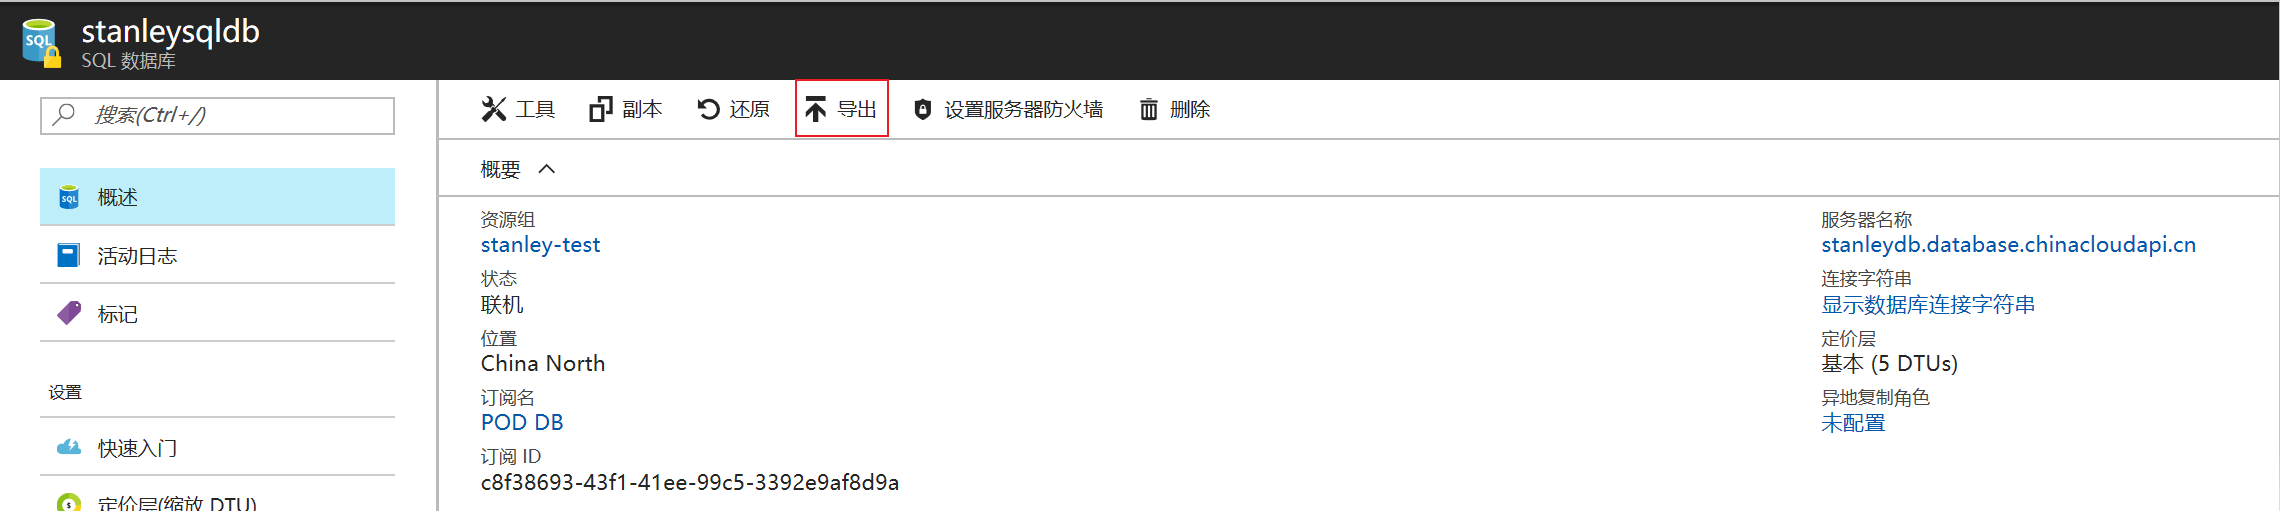 stanleysqldb
SQL 数据库
搜索(Ctrl+/)
工具 副本 还原 导出 设置服务器防火墙 删除
概述
活动日志
标记
设置
快速入门
定价层(缩放 DTU)
概要
资源组
stanley-test
状态
联机
位置
China North
订阅名
POD DB
订阅 ID
c8f38693-43f1-41ee-99c5-3392e9af8d9a
服务器名称
stanleydb.database.chinacloudapi.cn
连接字符串
显示数据库连接字符串
定价层
基本 (5 DTUs)
异地复制角色
未配置